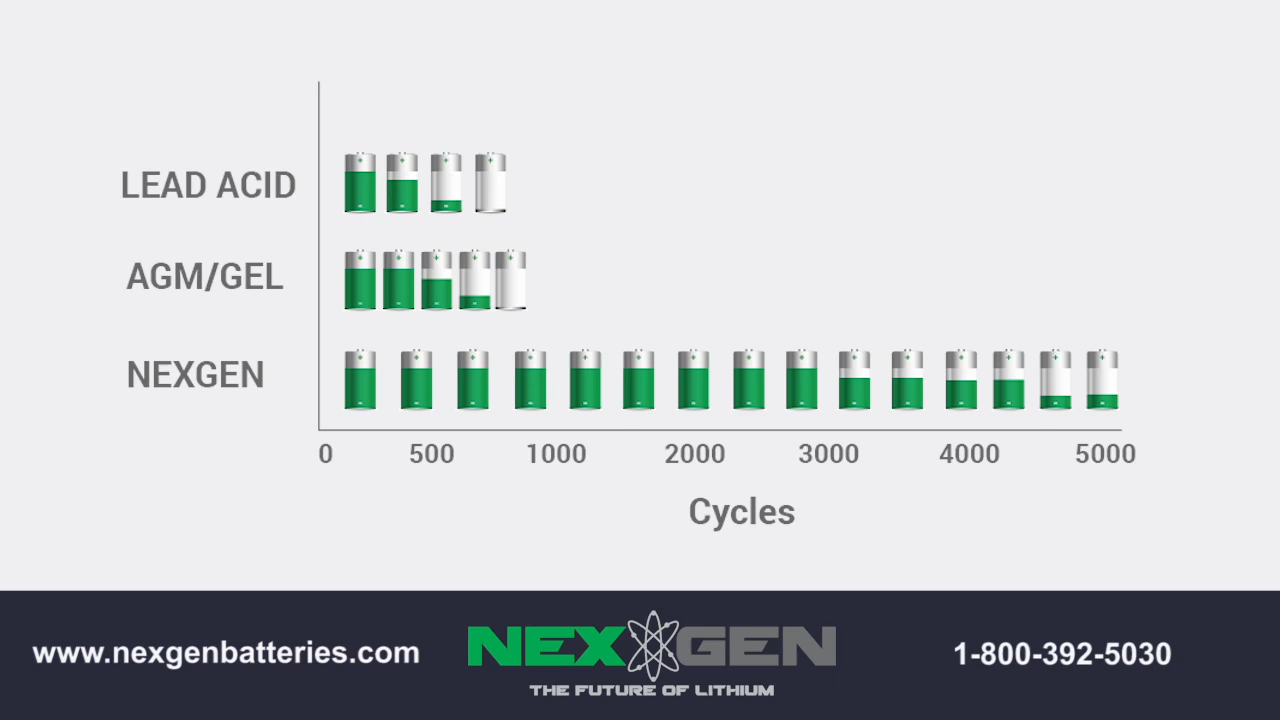 LEAD ACID
AGM/GEL
NEXGEN
0 500 1000 2000 3000 4000 5000
Cycles
www.nexgenbatteries.com
NEXGEN
THE FUTURE OF LITHIUM
1-800-392-5030